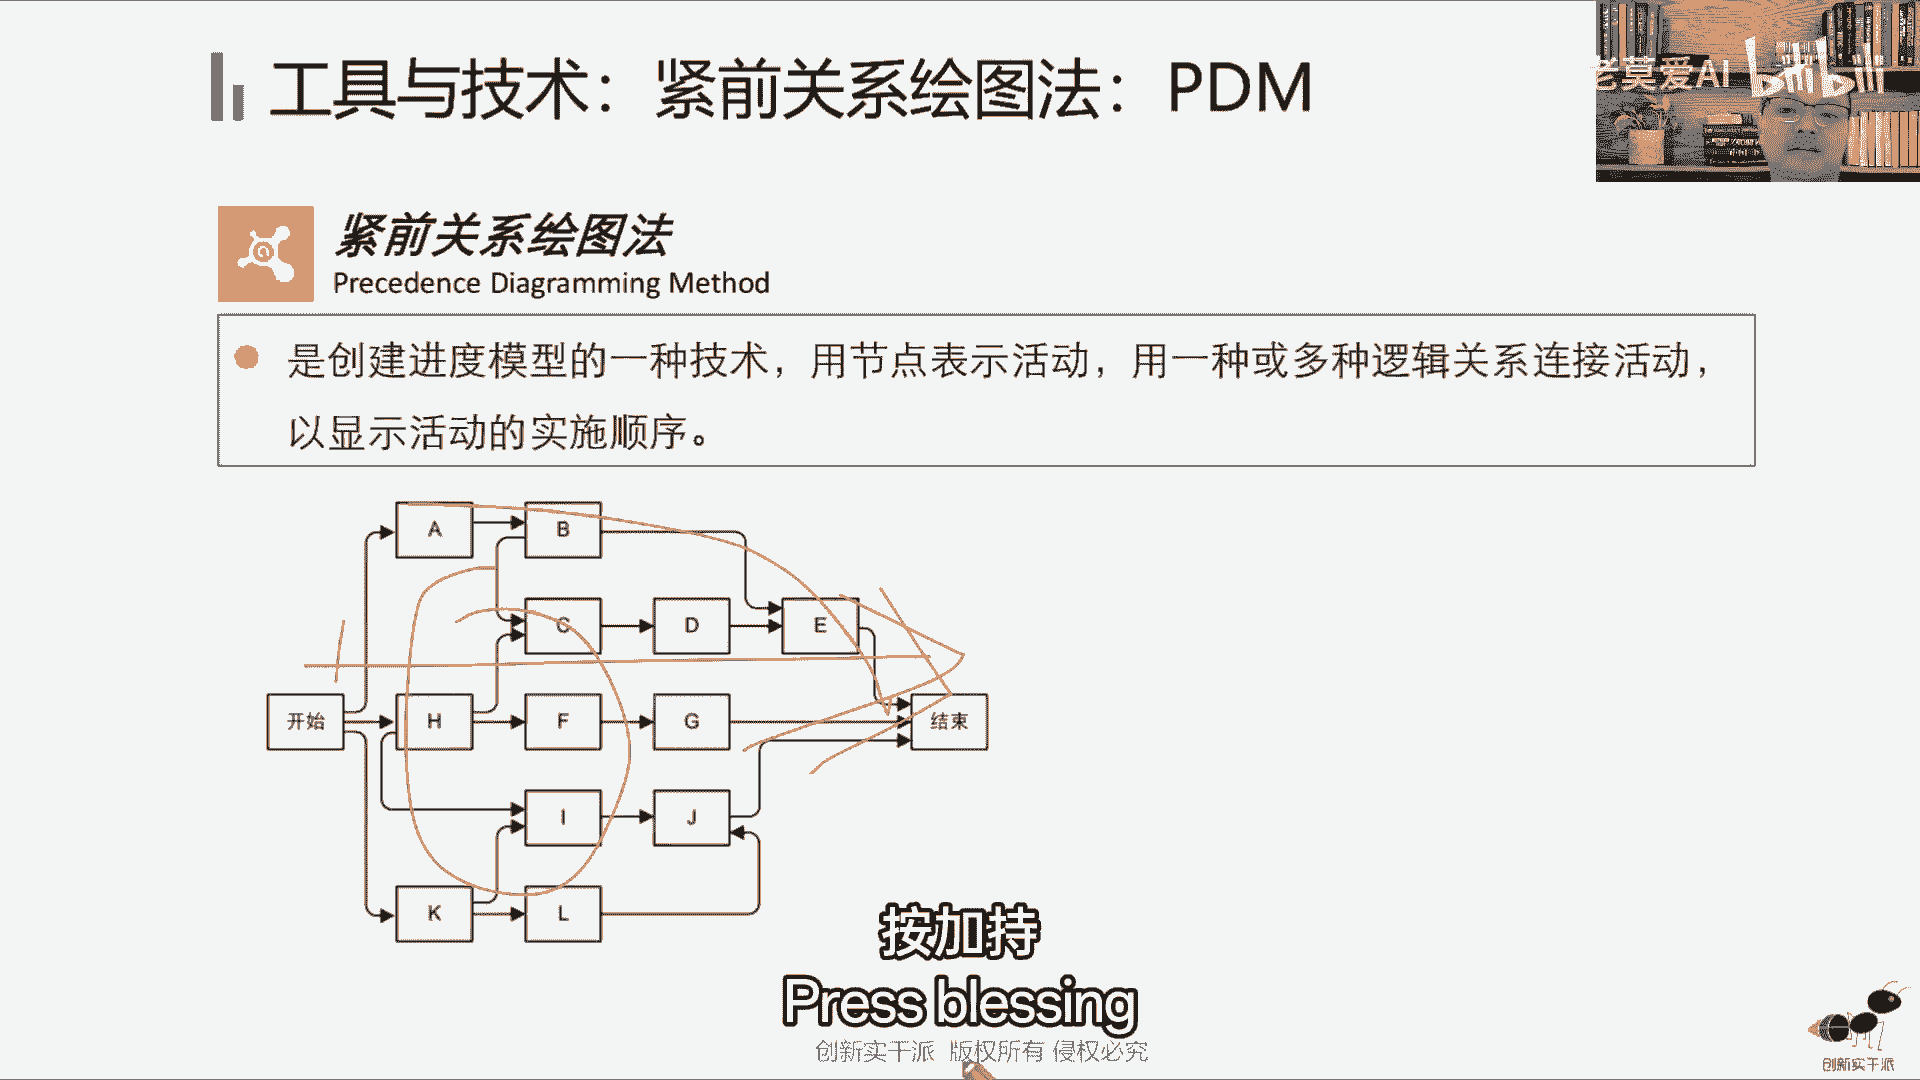 工具与技术：紧前关系绘图法：PDM
老莫爱AI bilibili
紧前关系绘图法
Precedence Diagramming Method
是创建进度模型的一种技术，用节点表示活动，用一种或多种逻辑关系连接活动，
以显示活动的实施顺序。
A B
C D E
开始 H F G 结束
I J
K L
按加持
Press blessing
创新实干派 版权所有 侵权必究
创新实干派